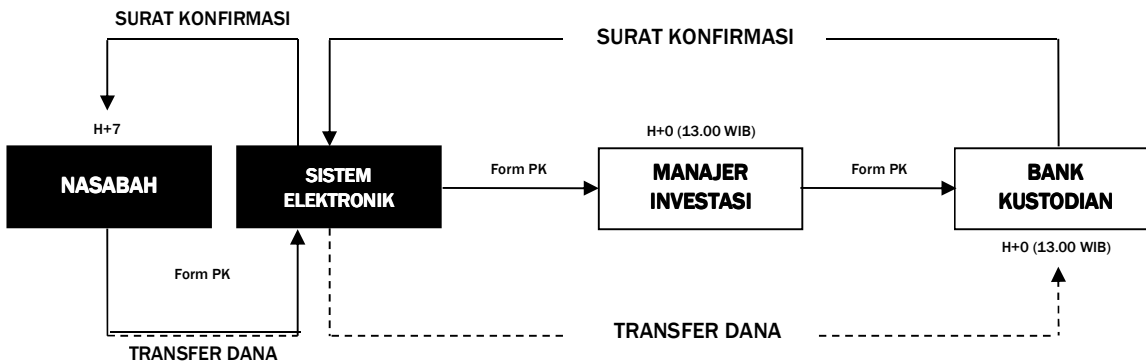 SURAT KONFIRMASI
SURAT KONFIRMASI
H+7
H+0 (13.00 WIB)
NASABAH
SISTEM
ELEKTRONIK
Form PK
MANAJER
INVESTASI
Form PK
BANK
KUSTODIAN
H+0 (13.00 WIB)
Form PK
TRANSFER DANA
TRANSFER DANA